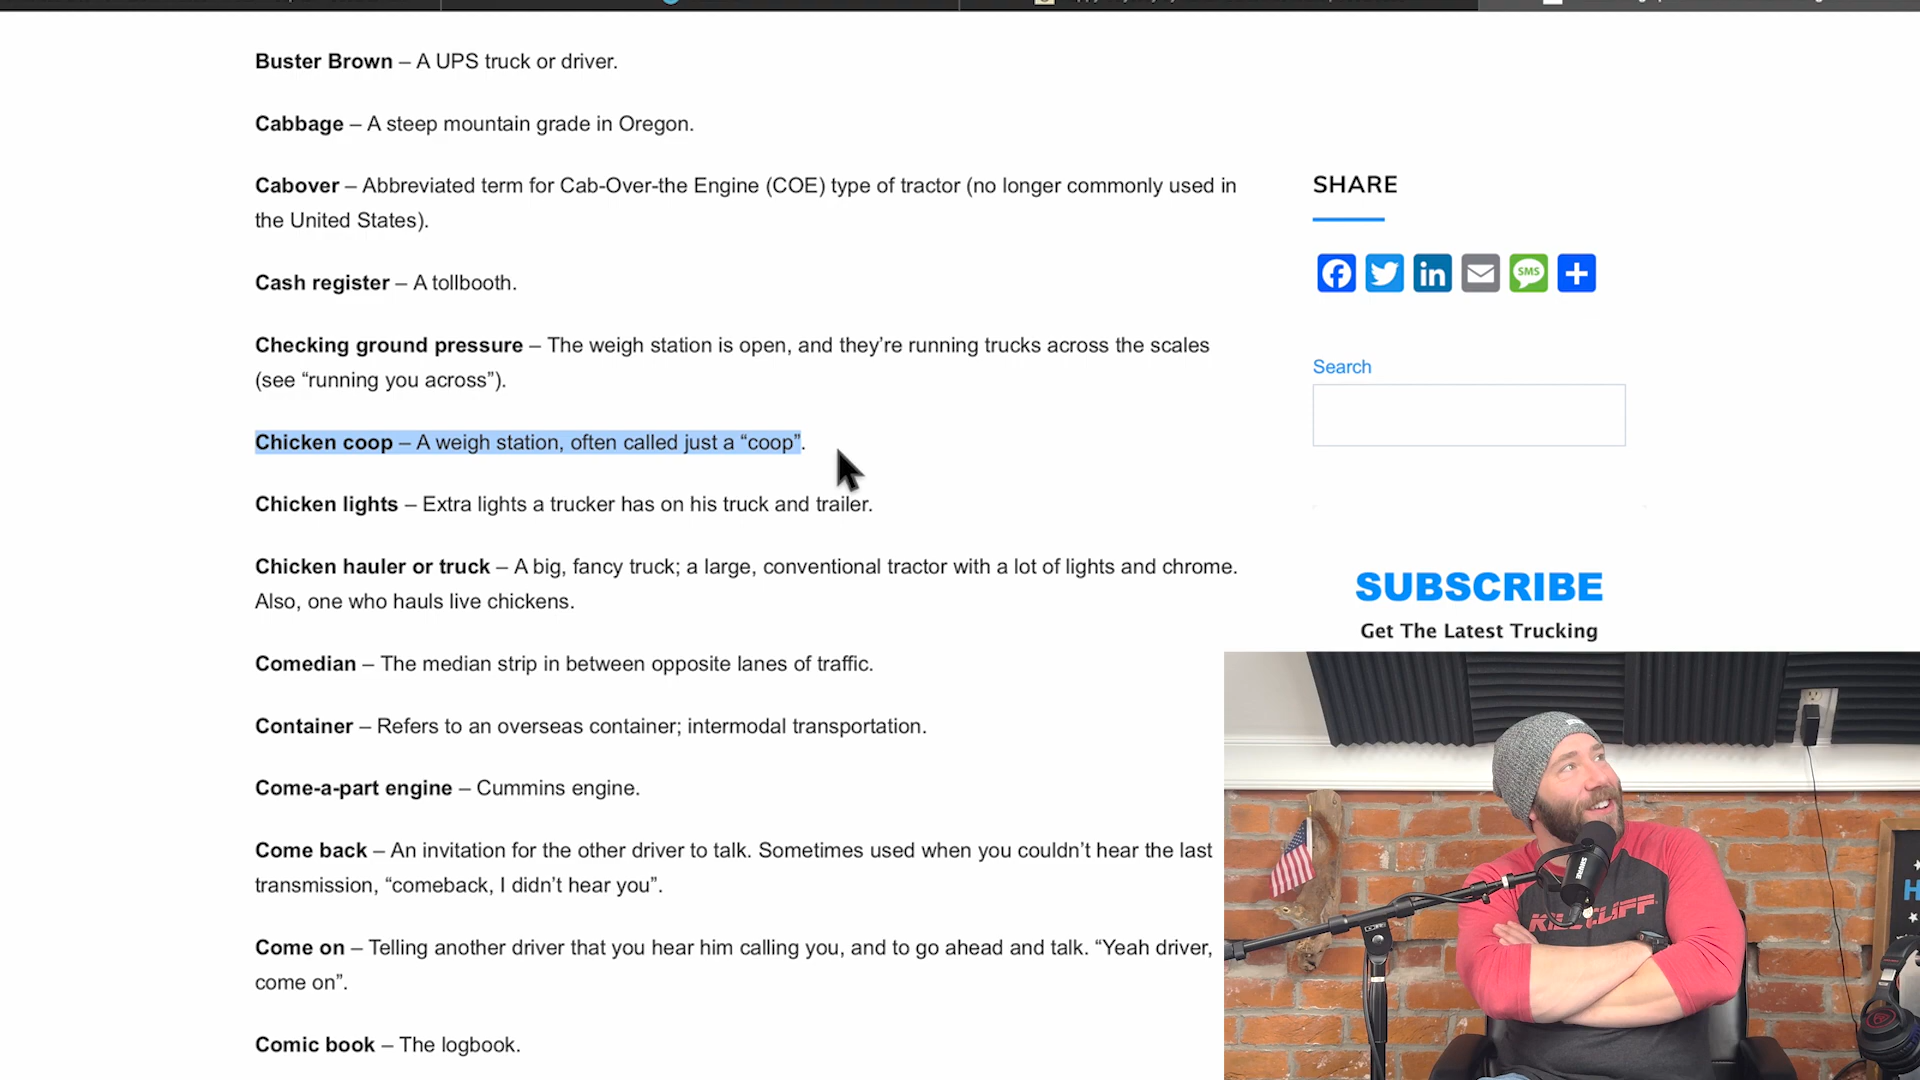 Buster Brown – A UPS truck or driver.
Cabbage – A steep mountain grade in Oregon.
Cabover – Abbreviated term for Cab-Over-the Engine (COE) type of tractor (no longer commonly used in
the United States).
Cash register – A tollbooth.
Checking ground pressure – The weigh station is open, and they’re running trucks across the scales
(see “running you across”).
Chicken coop – A weigh station, often called just a “coop”.
Chicken lights – Extra lights a trucker has on his truck and trailer.
Chicken hauler or truck – A big, fancy truck; a large, conventional tractor with a lot of lights and chrome.
Also, one who hauls live chickens.
Comedian – The median strip in between opposite lanes of traffic.
Container – Refers to an overseas container; intermodal transportation.
Come-a-part engine – Cummins engine.
Come back – An invitation for the other driver to talk. Sometimes used when you couldn’t hear the last
transmission, “comeback, I didn’t hear you”.
Come on – Telling another driver that you hear him calling you, and to go ahead and talk. “Yeah driver,
come on”.
Comic book – The logbook.
SHARE
in
SMS
Search
SUBSCRIBE
Get The Latest Trucking
SHURE
H